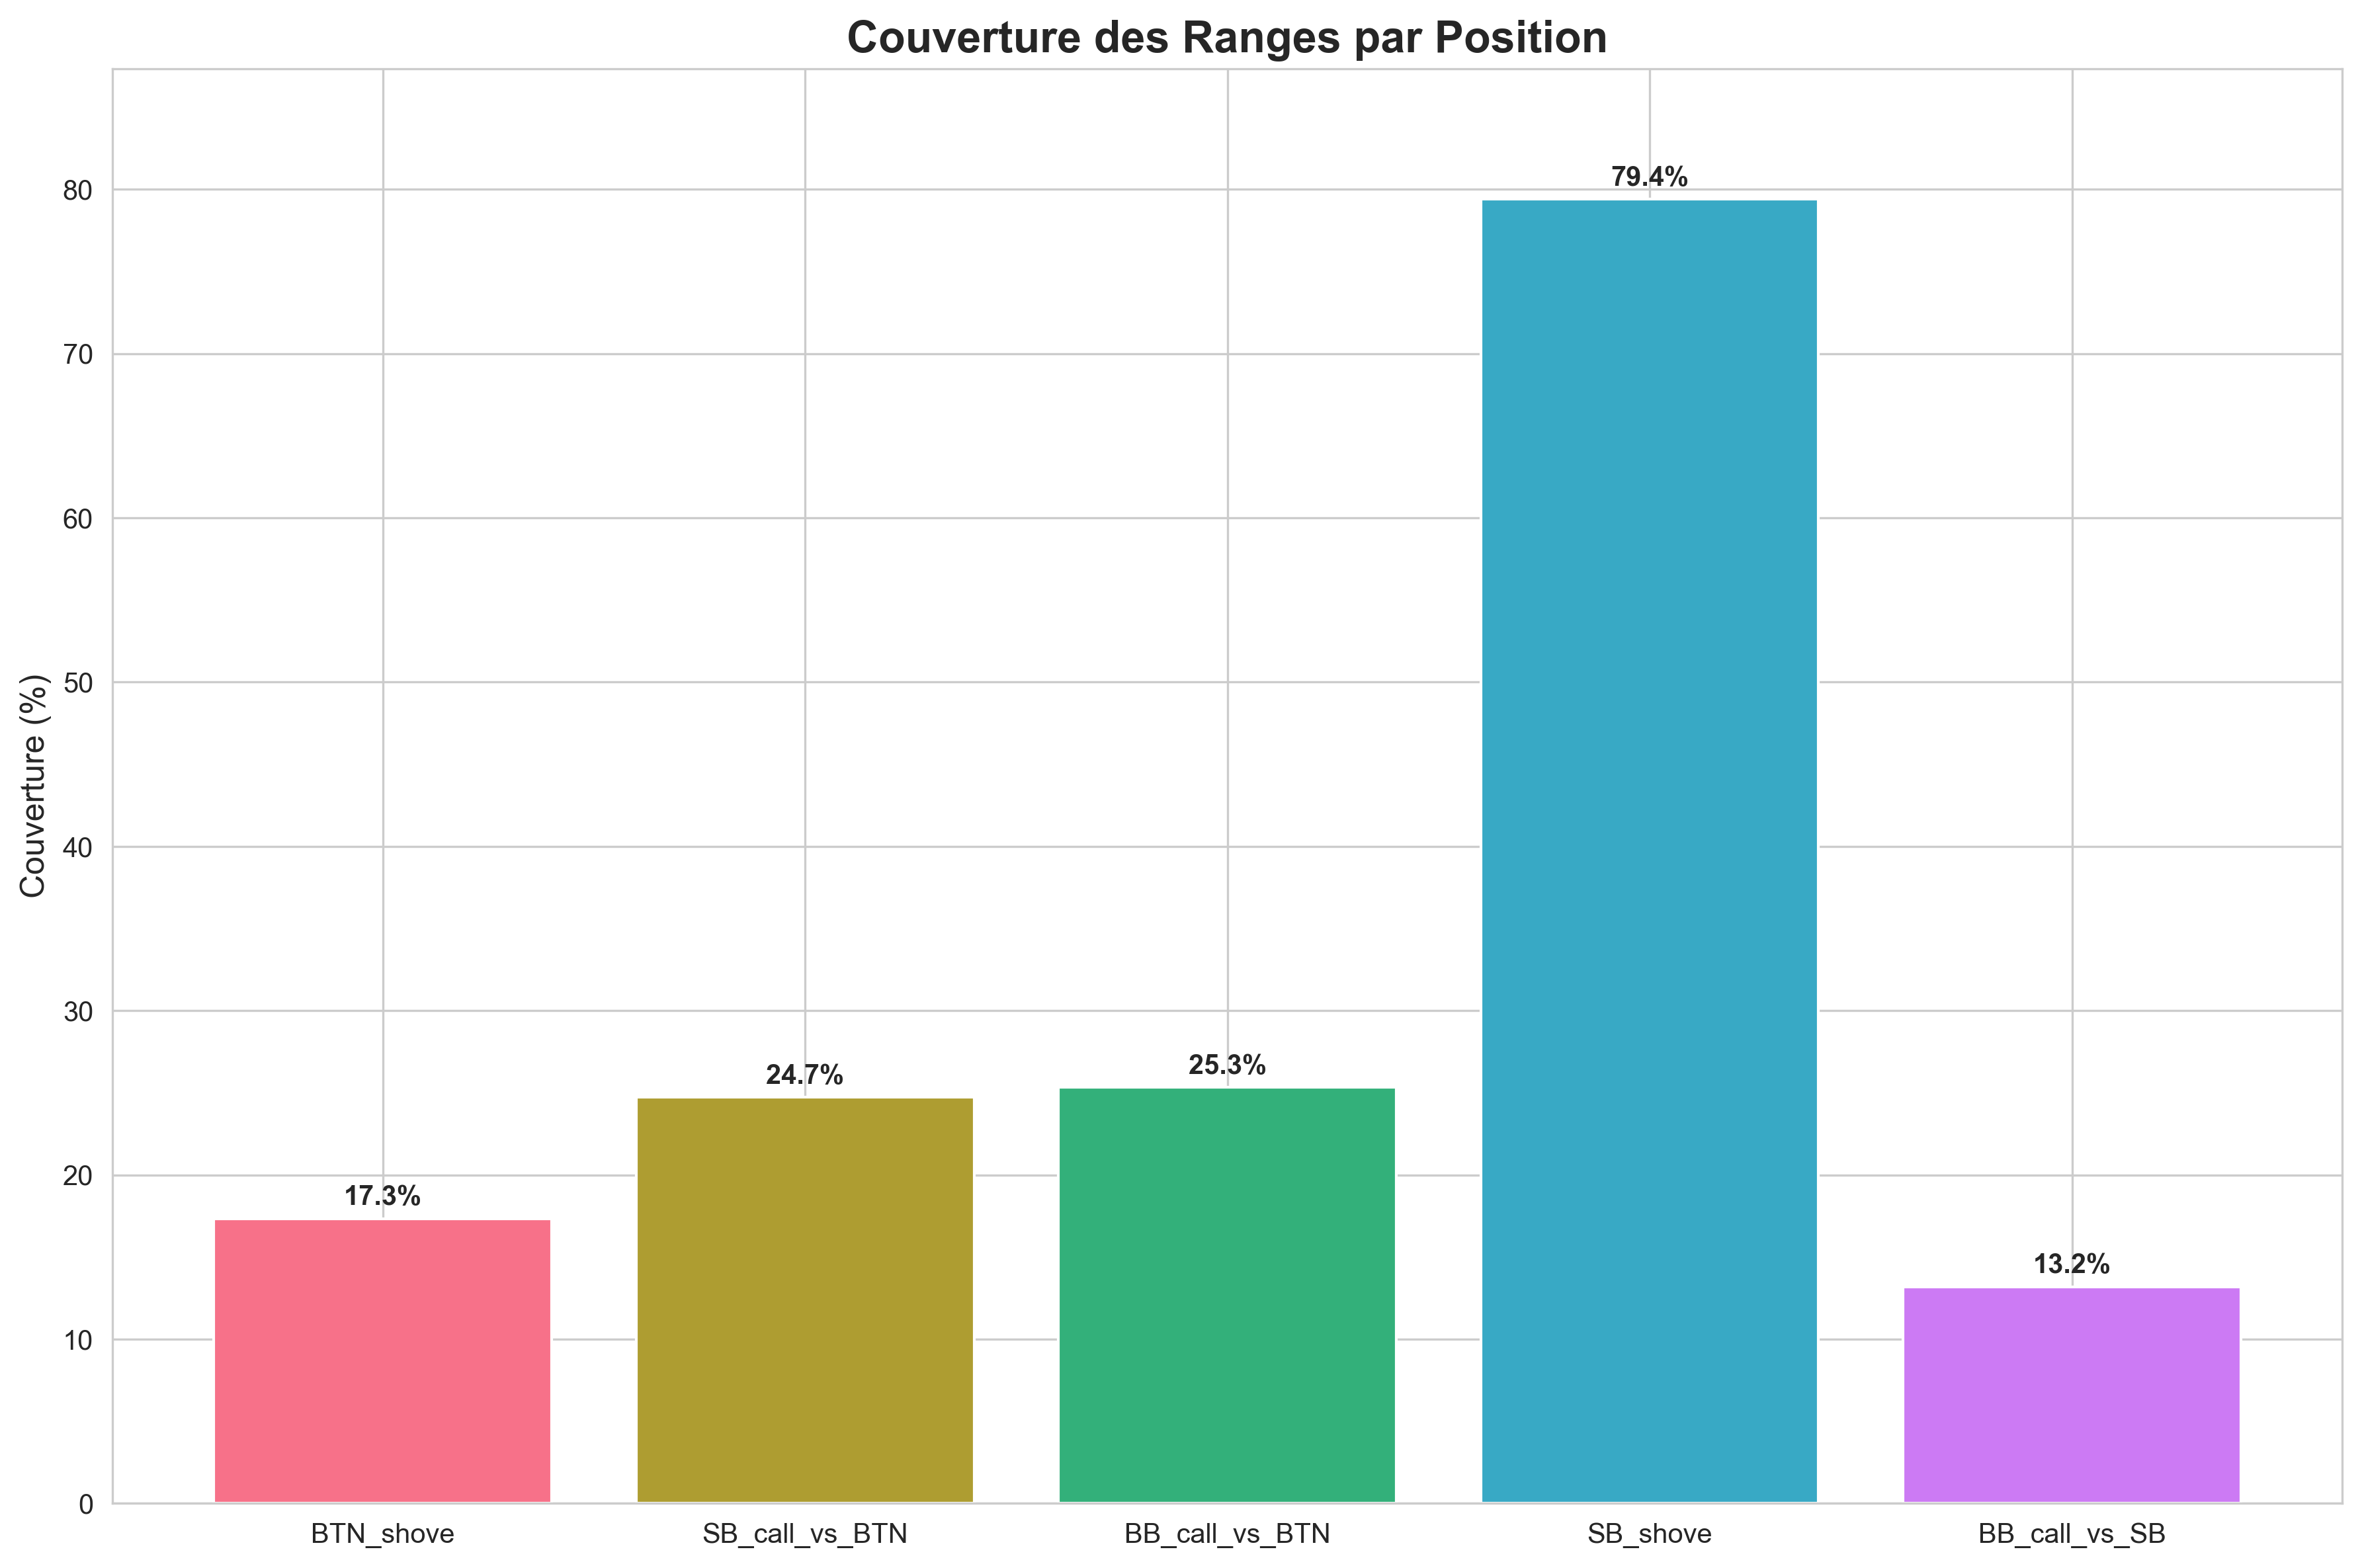 Couverture des Ranges par Position
Couverture (%)
80
70
60
50
40
30
20
10
0
17.3%
24.7%
25.3%
79.4%
13.2%
BTN_shove
SB_call_vs_BTN
BB_call_vs_BTN
SB_shove
BB_call_vs_SB